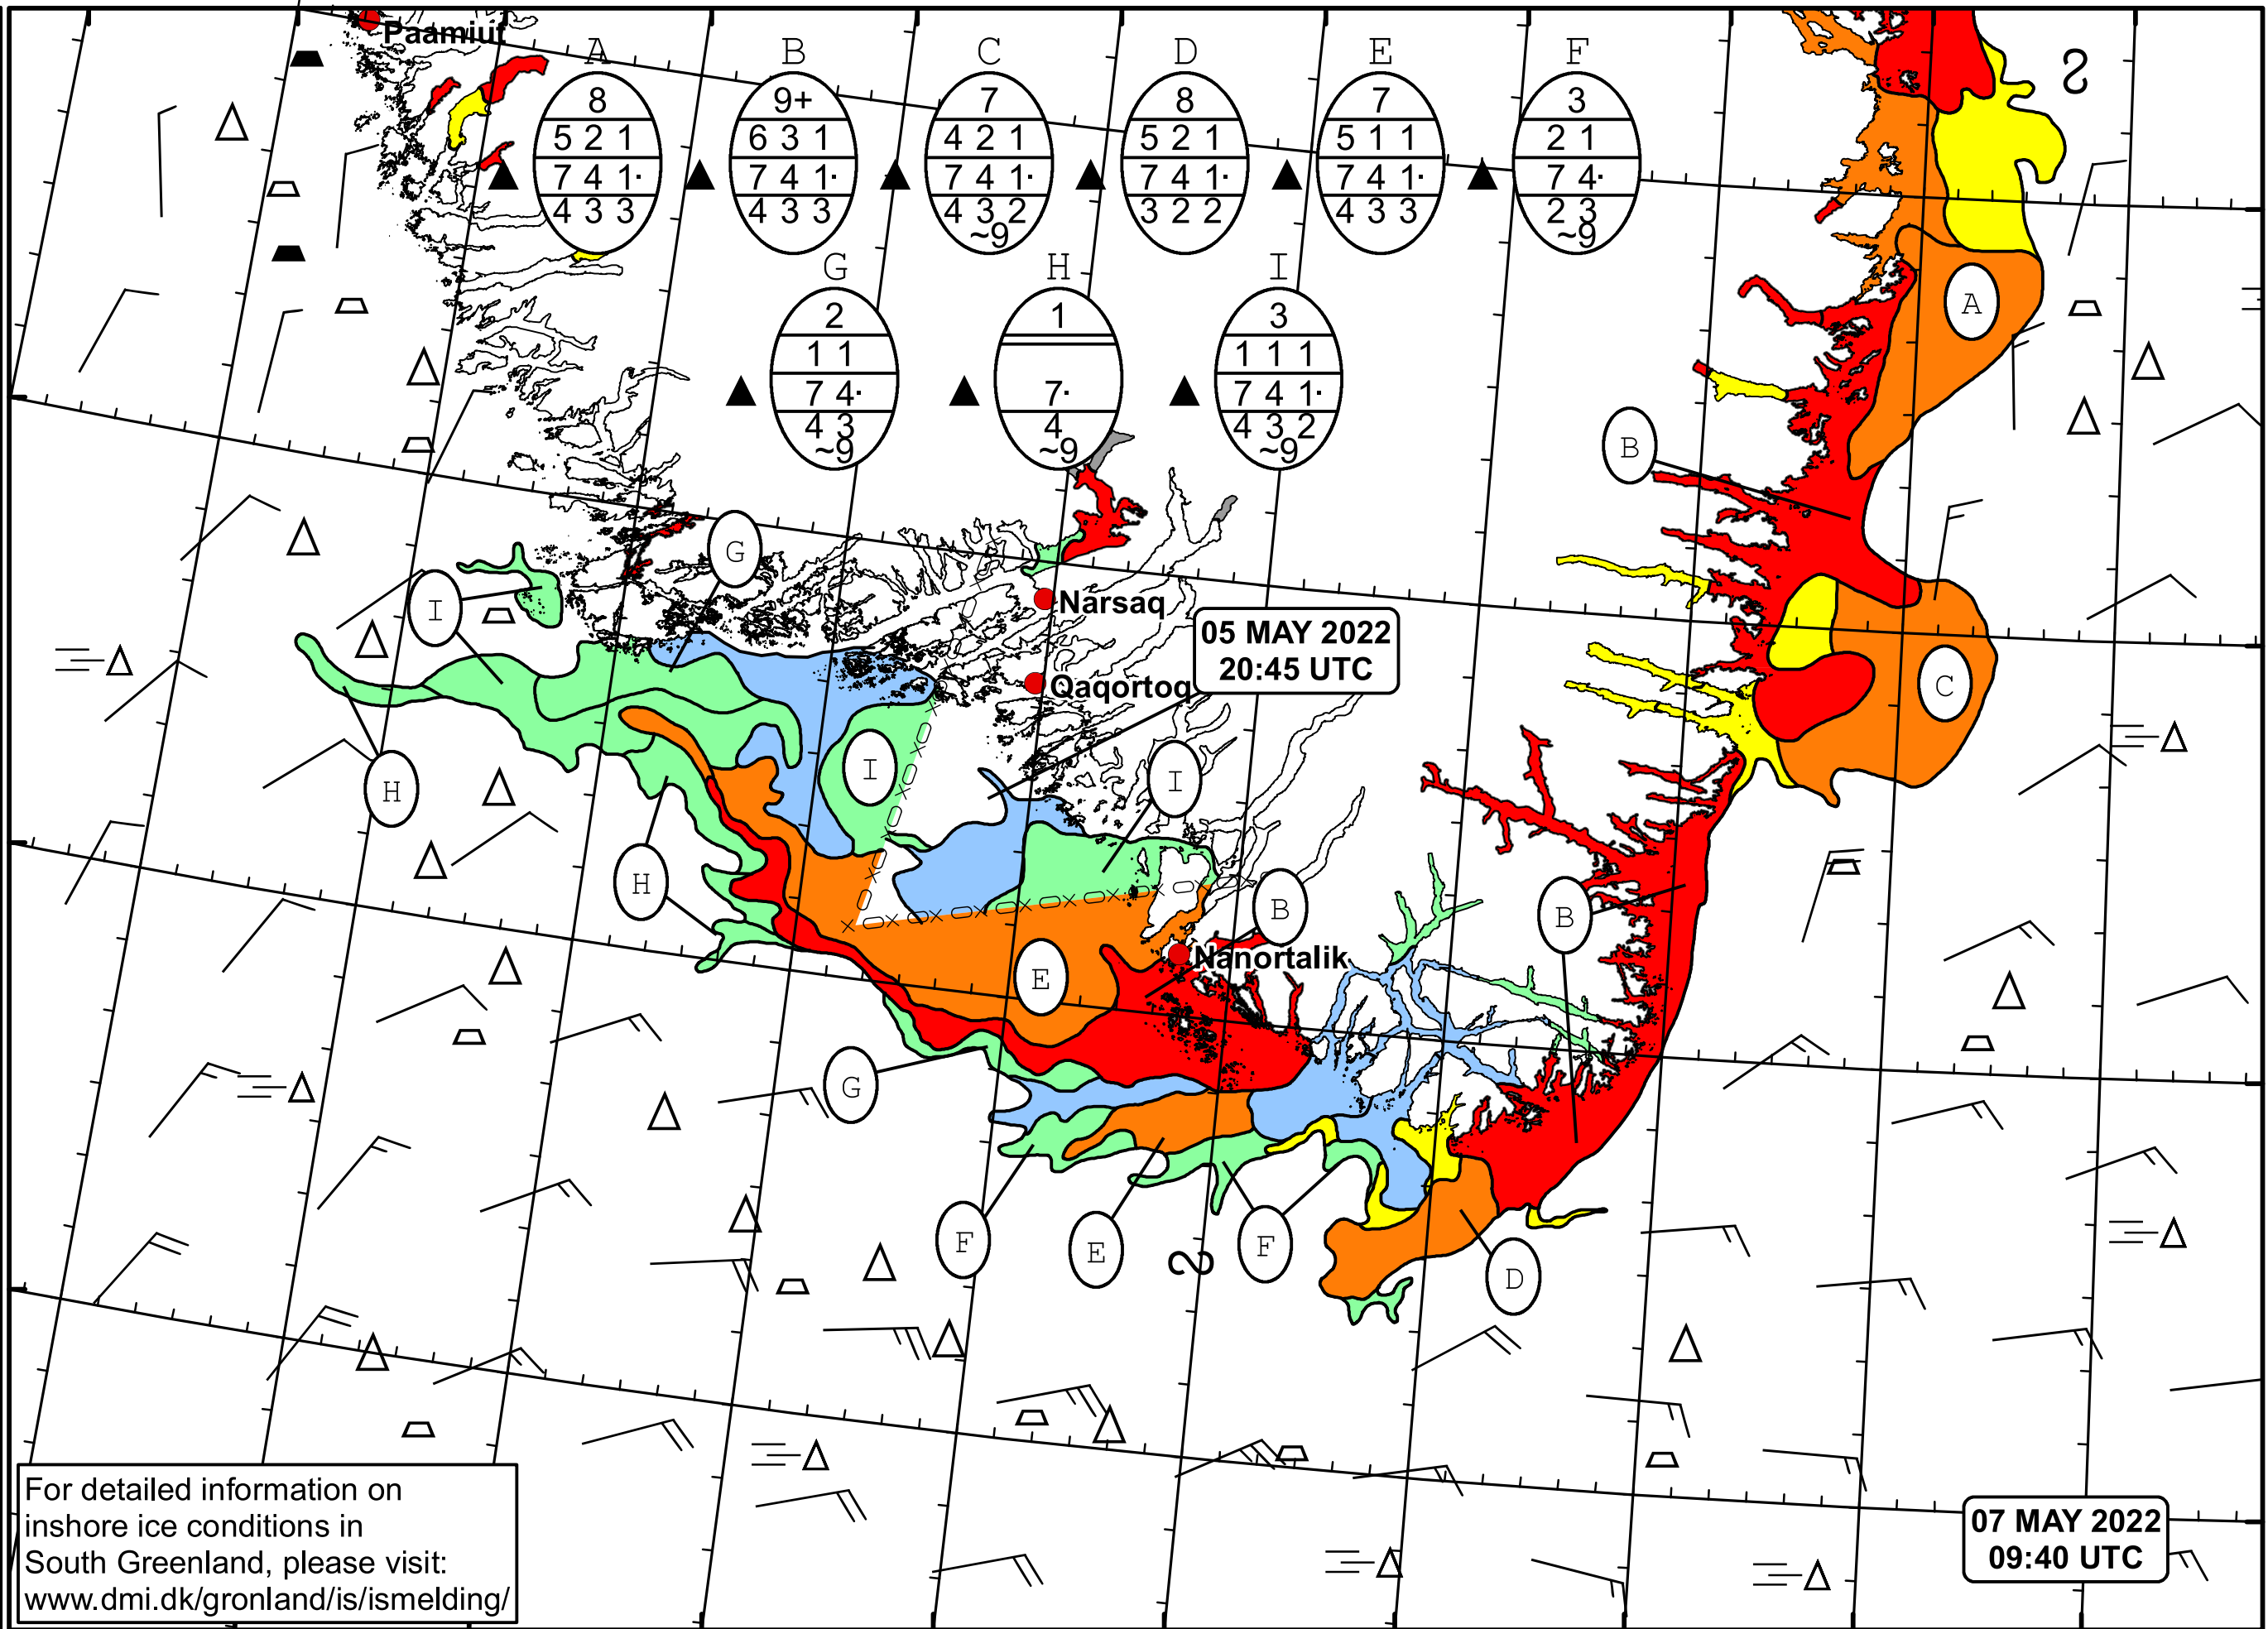 Paamiut
A B C D E F
8
5 2 1
7 4 1·
4 3 3
9+
6 3 1
7 4 1·
4 3 3
7
4 2 1
7 4 1·
4 3 2
~9
8
5 2 1
7 4 1·
3 2 2
7
5 1 1
7 4 1·
4 3 3
3
2 1
7 4·
2 3
~9
G H I
2
1 1
7 4·
4 3
~9
1
7·
4
~9
3
1 1 1
7 4 1·
4 3 2
~9
A
B
G
I
Narsaq
05 MAY 2022
20:45 UTC
Qaqortoq
C
I
I
H
H
B
B
Nanortalik
E
G
F
E
F
D
For detailed information on
inshore ice conditions in
South Greenland, please visit:
www.dmi.dk/gronland/is/ismelding/
07 MAY 2022
09:40 UTC